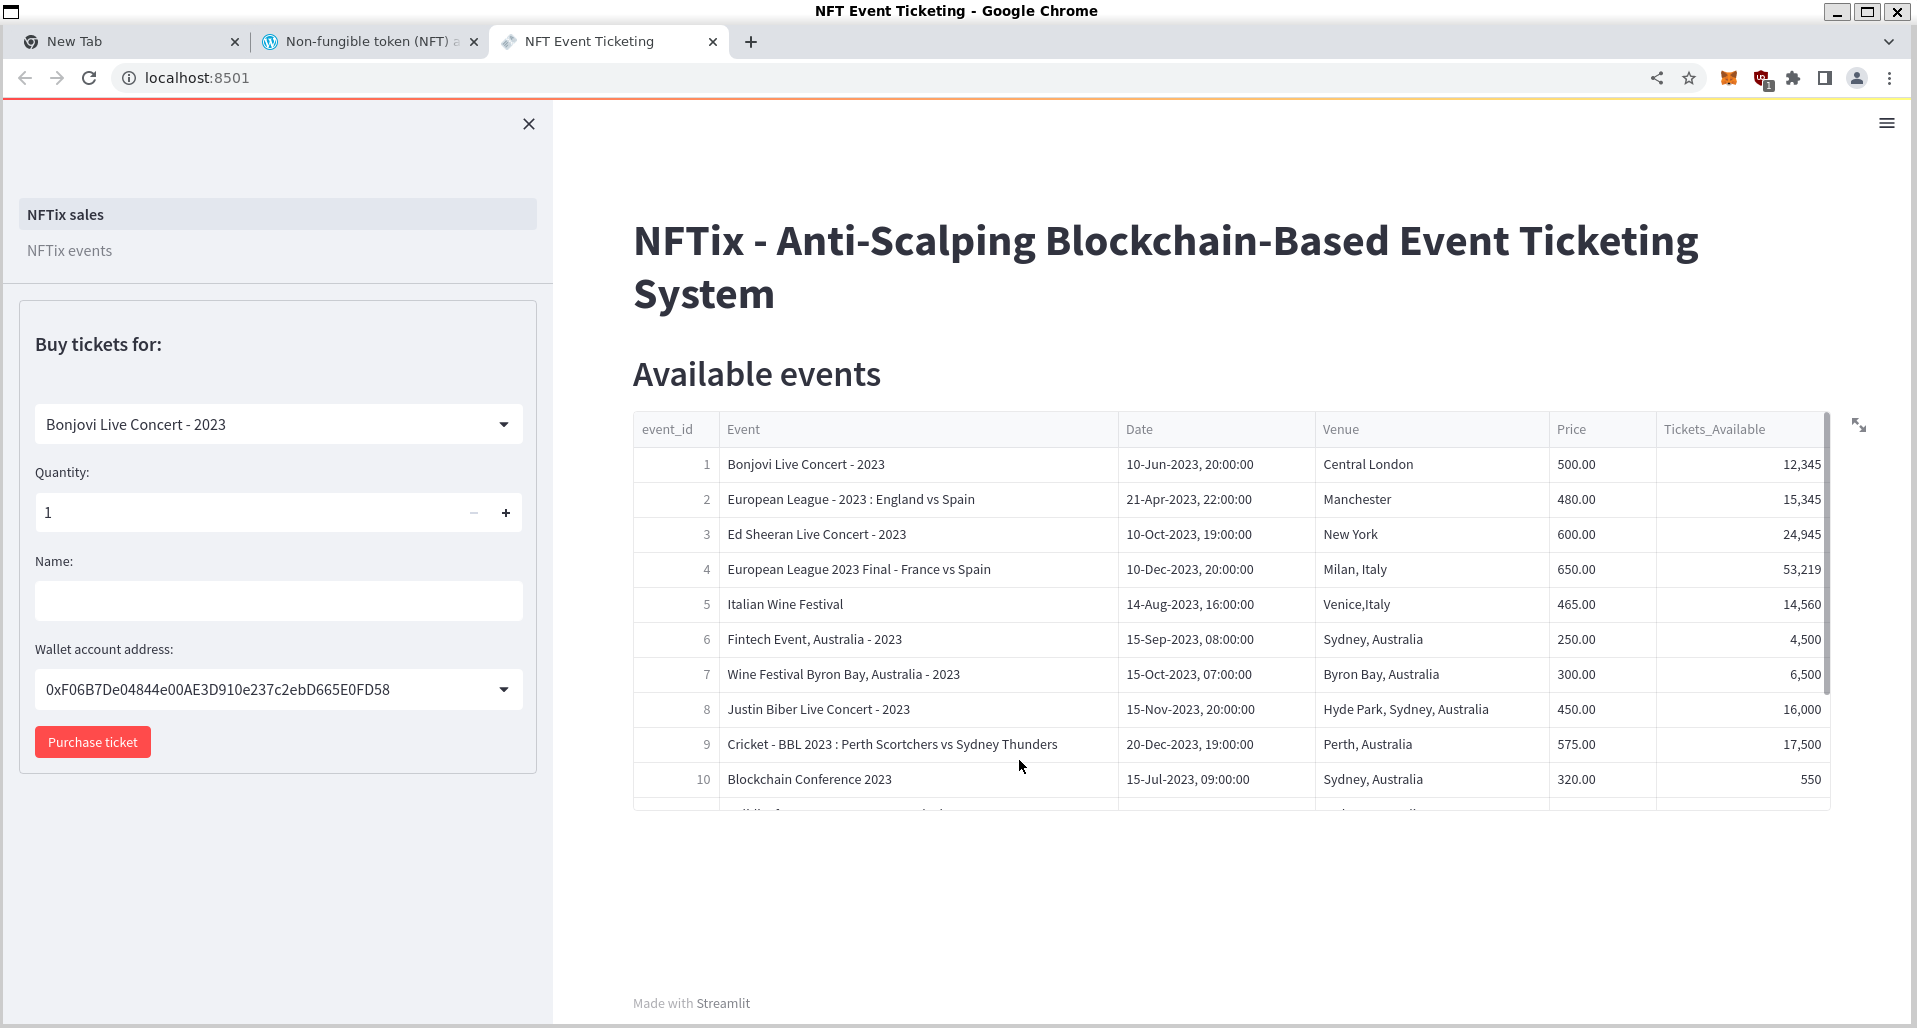 NFT Event Ticketing - Google Chrome
New Tab
Non-fungible token (NFT) a
NFT Event Ticketing
localhost:8501
1
NFTix sales
NFTix events
Buy tickets for:
Bonjovi Live Concert - 2023
Quantity:
1
Name:
Wallet account address:
0xF06B7De04844e00AE3D910e237c2ebD665E0FD58
Purchase ticket
NFTix - Anti-Scalping Blockchain-Based Event Ticketing
System
Available events
event_id Event Date Venue Price Tickets_Available
1 Bonjovi Live Concert - 2023 10-Jun-2023, 20:00:00 Central London 500.00 12,345
2 European League - 2023 : England vs Spain 21-Apr-2023, 22:00:00 Manchester 480.00 15,345
3 Ed Sheeran Live Concert - 2023 10-Oct-2023, 19:00:00 New York 600.00 24,945
4 European League 2023 Final - France vs Spain 10-Dec-2023, 20:00:00 Milan, Italy 650.00 53,219
5 Italian Wine Festival 14-Aug-2023, 16:00:00 Venice,Italy 465.00 14,560
6 Fintech Event, Australia - 2023 15-Sep-2023, 08:00:00 Sydney, Australia 250.00 4,500
7 Wine Festival Byron Bay, Australia - 2023 15-Oct-2023, 07:00:00 Byron Bay, Australia 300.00 6,500
8 Justin Biber Live Concert - 2023 15-Nov-2023, 20:00:00 Hyde Park, Sydney, Australia 450.00 16,000
9 Cricket - BBL 2023 : Perth Scortchers vs Sydney Thunders 20-Dec-2023, 19:00:00 Perth, Australia 575.00 17,500
10 Blockchain Conference 2023 15-Jul-2023, 09:00:00 Sydney, Australia 320.00 550
Made with Streamlit